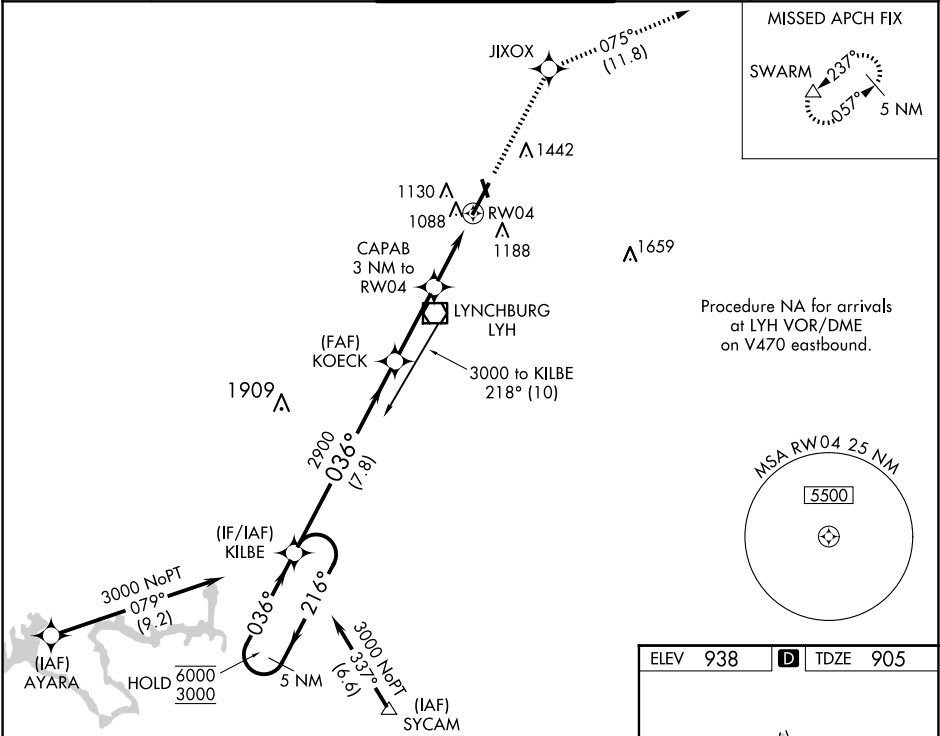 MISSED APCH FIX
SWARM
237°
057°
5 NM
JIXOX
075°
(11.8)
1442
1130
1088
RW04
1188
1659
CAPAB
3 NM to
RW04
LYNCHBURG
LYH
Procedure NA for arrivals
at LYH VOR/DME
on V470 eastbound.
(FAF)
KOECK
3000 to KILBE
218° (10)
1909
2900
036°
(7.8)
MSA RW04 25 NM
5500
(IF/IAF)
KILBE
3000 NoPT
079°
(9.2)
036°
216°
(IAF)
AYARA
HOLD
6000
3000
5 NM
3000 NoPT
337°
(6.6)
(IAF)
SYCAM
ELEV 938
D
TDZE 905